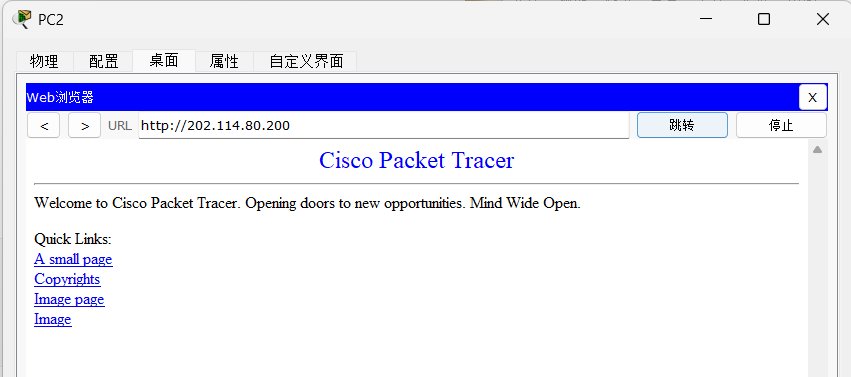 PC2
物理 配置 桌面 属性 自定义界面
Web浏览器 X
< > URL http://202.114.80.200 跳转 停止
Cisco Packet Tracer
Welcome to Cisco Packet Tracer. Opening doors to new opportunities. Mind Wide Open.
Quick Links:
A small page
Copyrights
Image page
Image